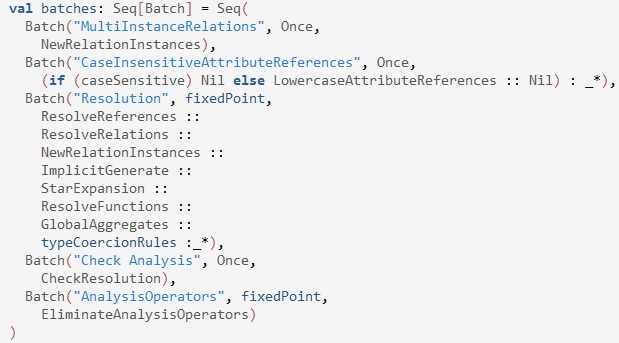 val batches: Seq[Batch] = Seq(
  Batch("MultiInstanceRelations", Once,
    NewRelationInstances),
  Batch("CaseInsensitiveAttributeReferences", Once,
    (if (caseSensitive) Nil else LowercaseAttributeReferences :: Nil) : _*),
  Batch("Resolution", fixedPoint,
    ResolveReferences ::
    ResolveRelations ::
    NewRelationInstances ::
    ImplicitGenerate ::
    StarExpansion ::
    ResolveFunctions ::
    GlobalAggregates ::
    typeCoercionRules :_*),
  Batch("Check Analysis", Once,
    CheckResolution),
  Batch("AnalysisOperators", fixedPoint,
    EliminateAnalysisOperators)
)